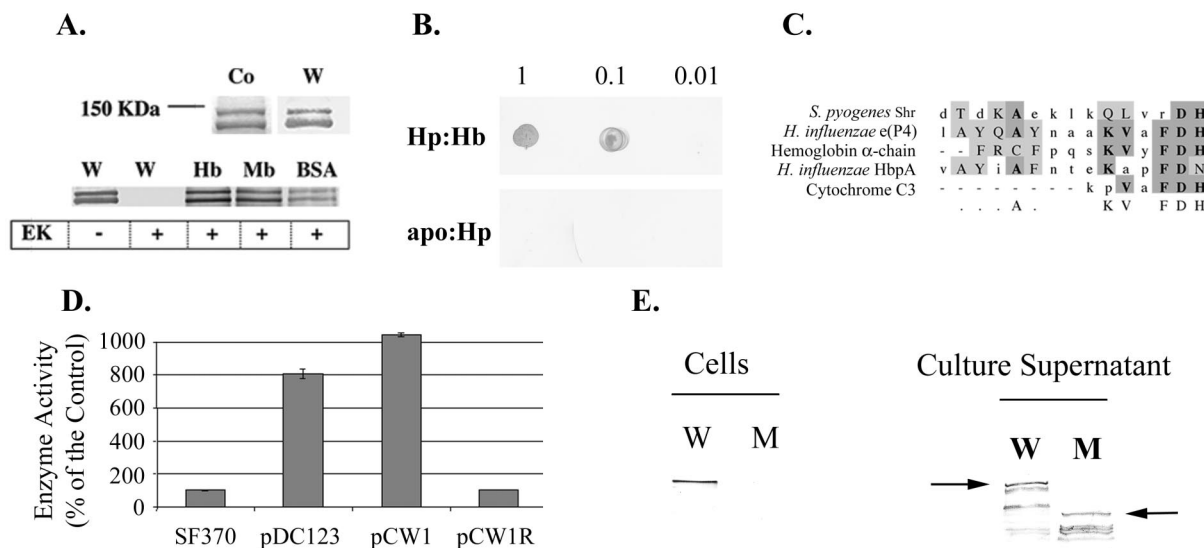 A.
Co W
150 KDa
W W Hb Mb BSA
EK - + + + +
B.
1 0.1 0.01
Hp:Hb
apo:Hp
C.
S. pyogenes Shr d T d K A e k l k Q L v r D H
H. influenzae e(P4) l A Y Q A Y n a a K V a F D H
Hemoglobin α-chain - - F R C F p q s K V y F D H
H. influenzae HbpA v A Y i A F n t e K a p F D N
Cytochrome C3 - - - - - - - - k p V a F D H
. . . A . K V F D H
D.
Enzyme Activity
(% of the Control)
1000
800
600
400
200
0
SF370 pDC123 pCW1 pCW1R
E.
Cells
W M
Culture Supernatant
W M